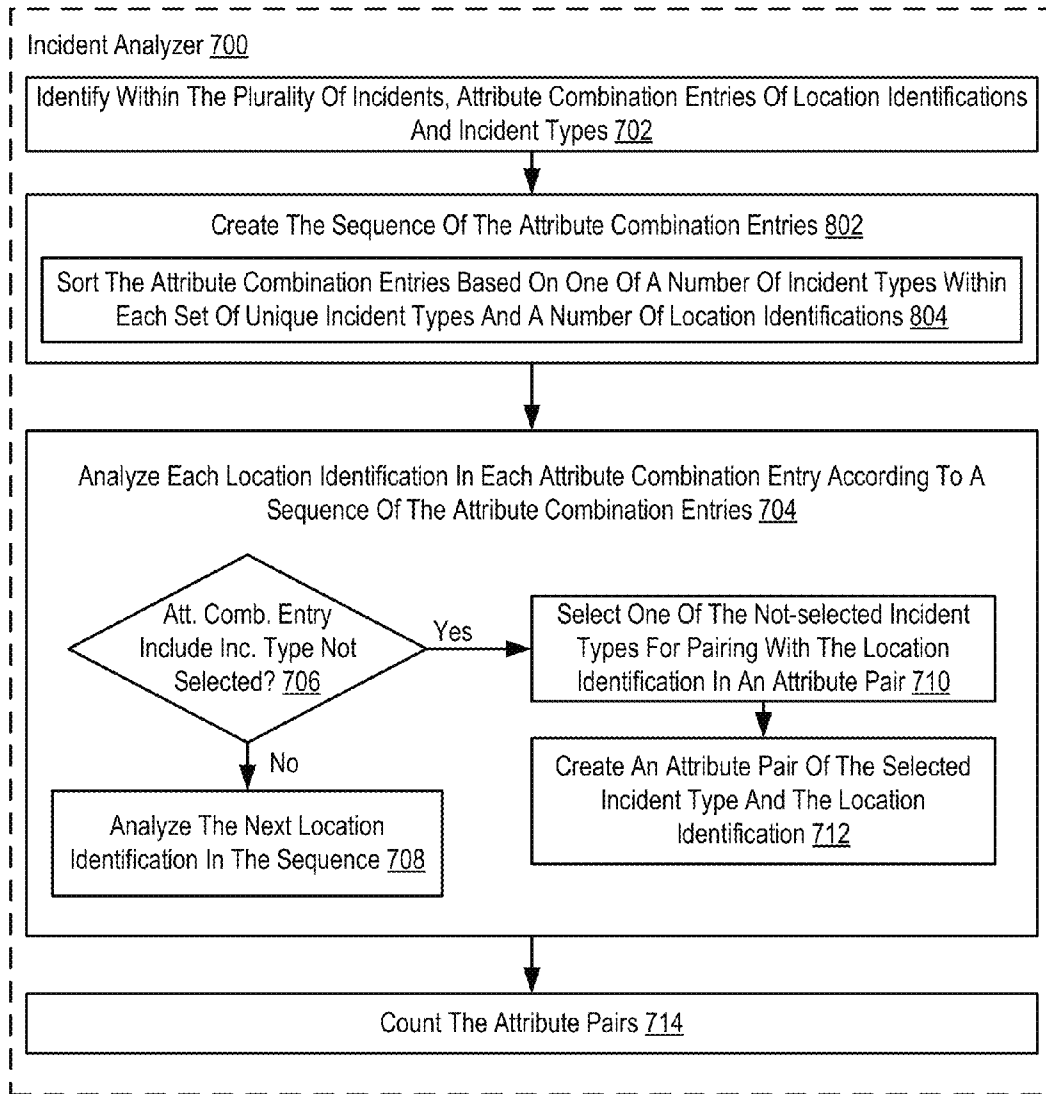 Incident Analyzer 700
Identify Within The Plurality Of Incidents, Attribute Combination Entries Of Location Identifications
And Incident Types 702
Create The Sequence Of The Attribute Combination Entries 802
Sort The Attribute Combination Entries Based On One Of A Number Of Incident Types Within
Each Set Of Unique Incident Types And A Number Of Location Identifications 804
Analyze Each Location Identification In Each Attribute Combination Entry According To A
Sequence Of The Attribute Combination Entries 704
Att. Comb. Entry
Include Inc. Type Not
Selected? 706
Yes
Select One Of The Not-selected Incident
Types For Pairing With The Location
Identification In An Attribute Pair 710
No
Analyze The Next Location
Identification In The Sequence 708
Create An Attribute Pair Of The Selected
Incident Type And The Location
Identification 712
Count The Attribute Pairs 714